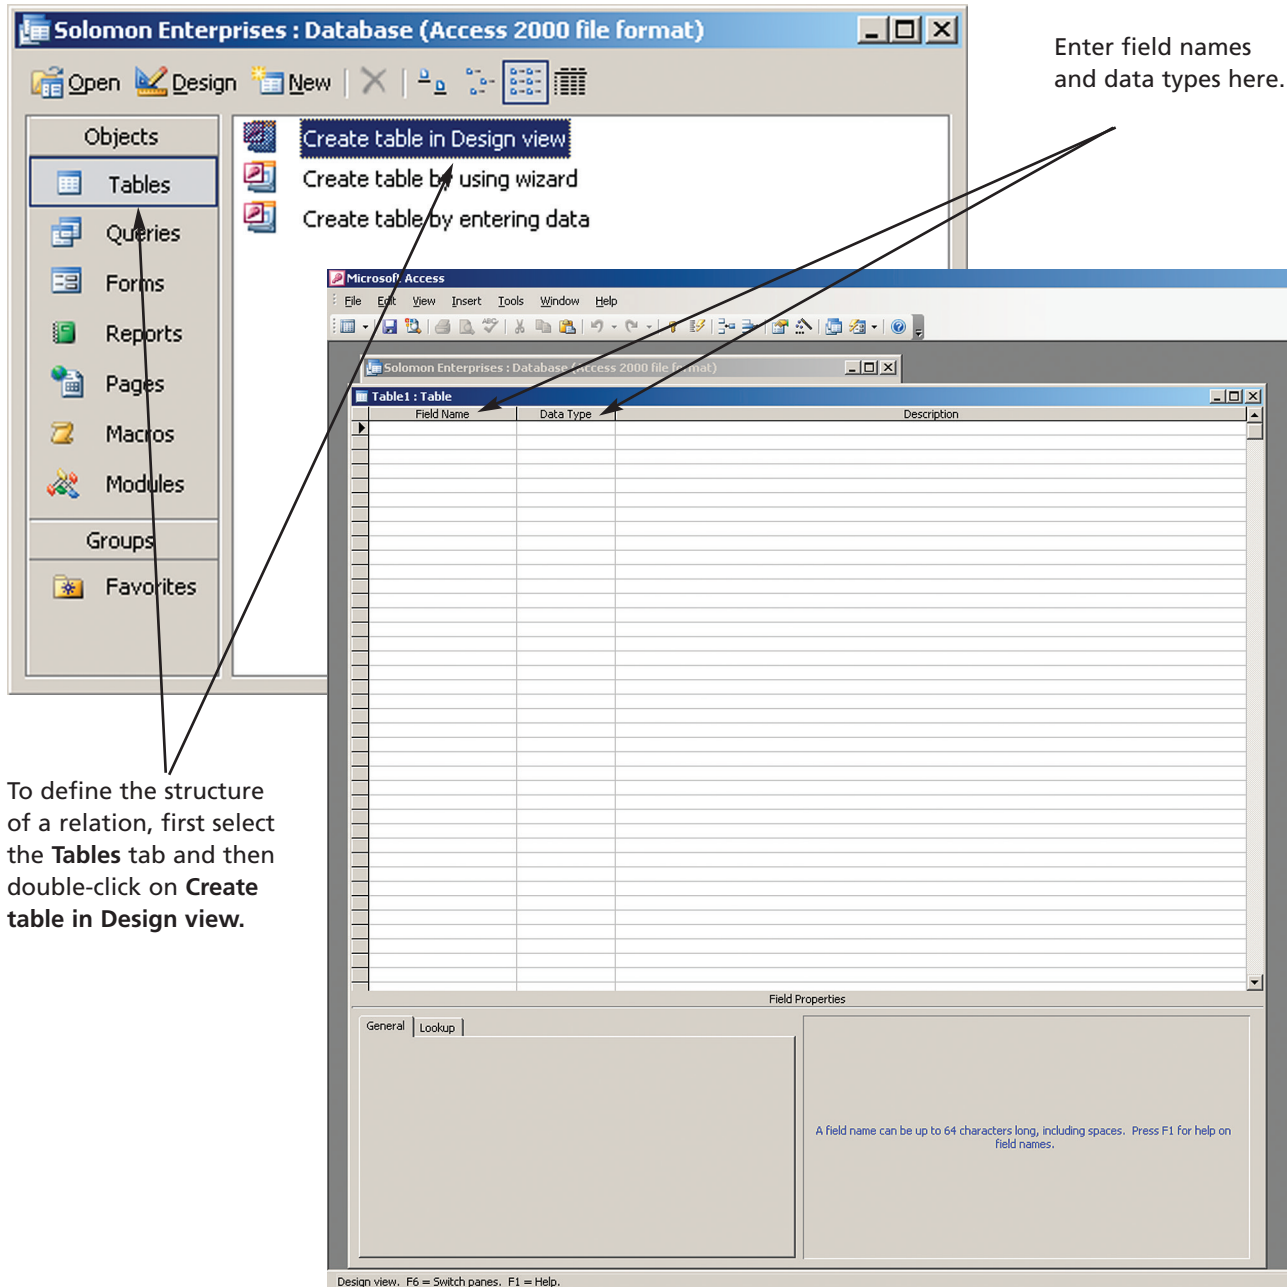 Solomon Enterprises : Database (Access 2000 file format)
Open Design New
Objects
Tables
Queries
Forms
Reports
Pages
Macros
Modules
Groups
Favorites
Create table in Design view
Create table by using wizard
Create table by entering data
Enter field names
and data types here.
Microsoft Access
File Edit View Insert Tools Window Help
Solomon Enterprises : Database (Access 2000 file format)
Table1 : Table
Field Name Data Type Description
Field Properties
General Lookup
A field name can be up to 64 characters long, including spaces. Press F1 for help on
field names.
Design view. F6 = Switch panes. F1 = Help.
To define the structure
of a relation, first select
the Tables tab and then
double-click on Create
table in Design view.